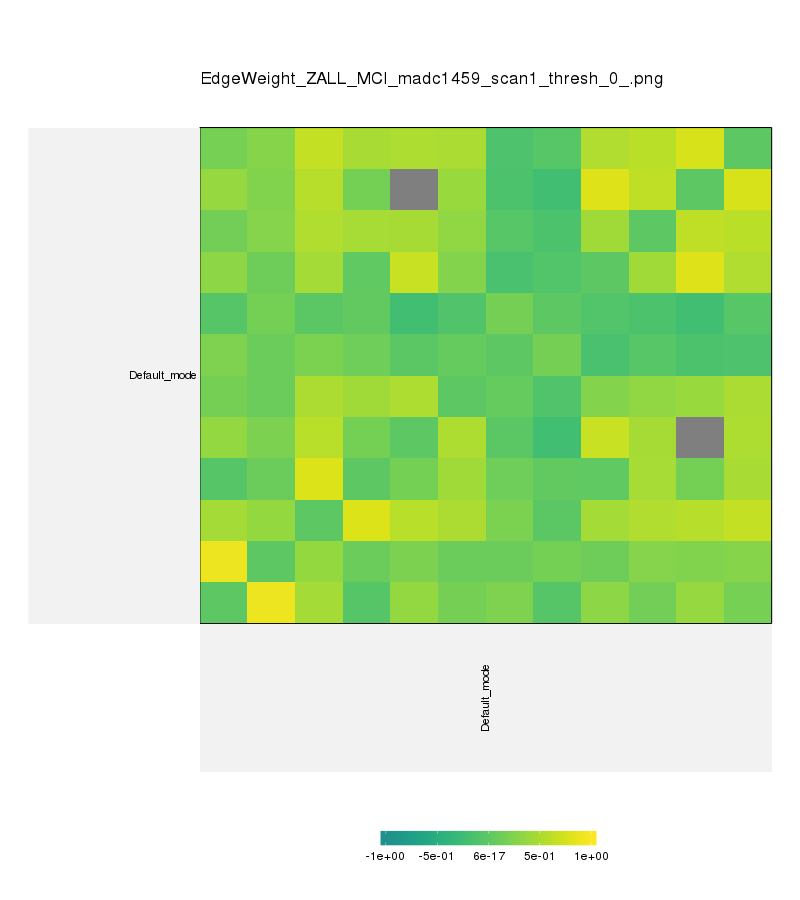 EdgeWeight_ZALL_MCI_madc1459_scan1_thresh_0_.png
Default_mode
Default_mode
-1e+00 -5e-01 6e-17 5e-01 1e+00